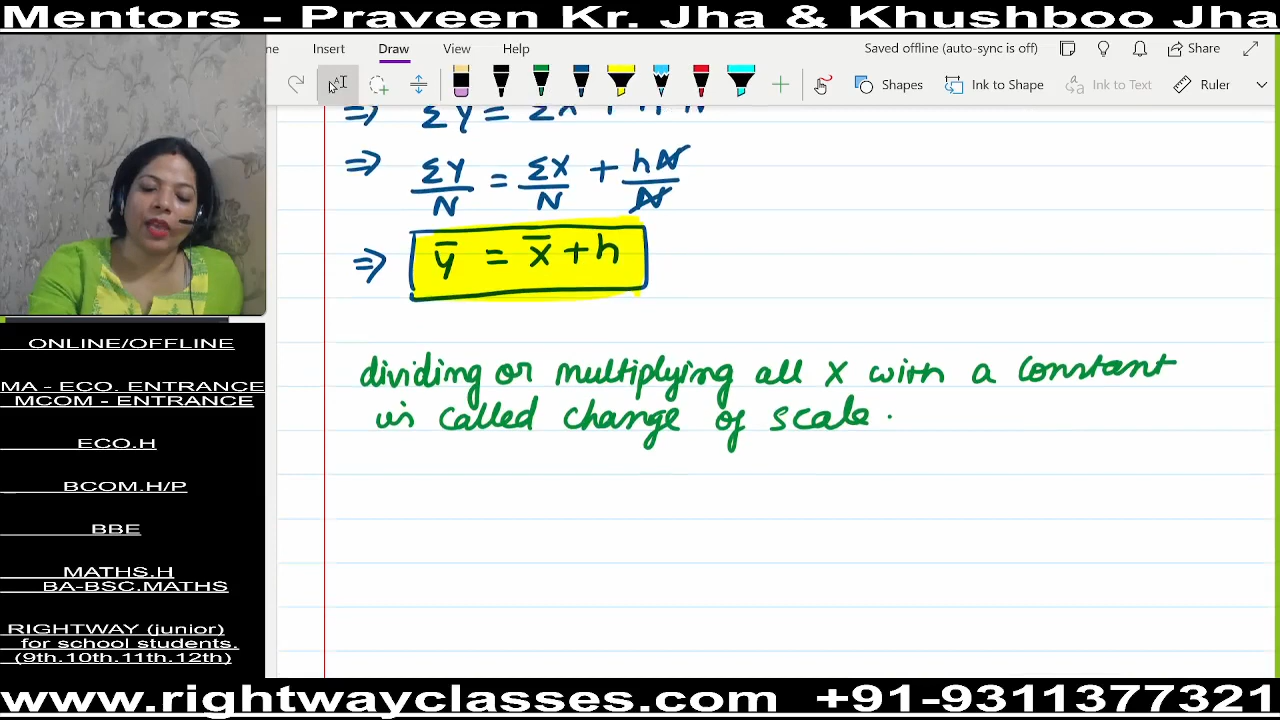 Mentors - Praveen Kr. Jha & Khushboo Jha
Insert Draw View Help
Saved offline (auto-sync is off) Share
Shapes Ink to Shape Ink to Text Ruler
⇒ ΣY = ΣX +
⇒ ΣY/N = ΣX/N + hN/N
⇒ ȳ = x̄ + h
dividing or multiplying all X with a constant
is called change of scale.
ONLINE/OFFLINE
MA - ECO. ENTRANCE
MCOM - ENTRANCE
ECO.H
BCOM.H/P
BBE
MATHS.H
BA-BSC.MATHS
RIGHTWAY (junior)
for school students.
(9th.10th.11th.12th)
www.rightwayclasses.com +91-9311377321